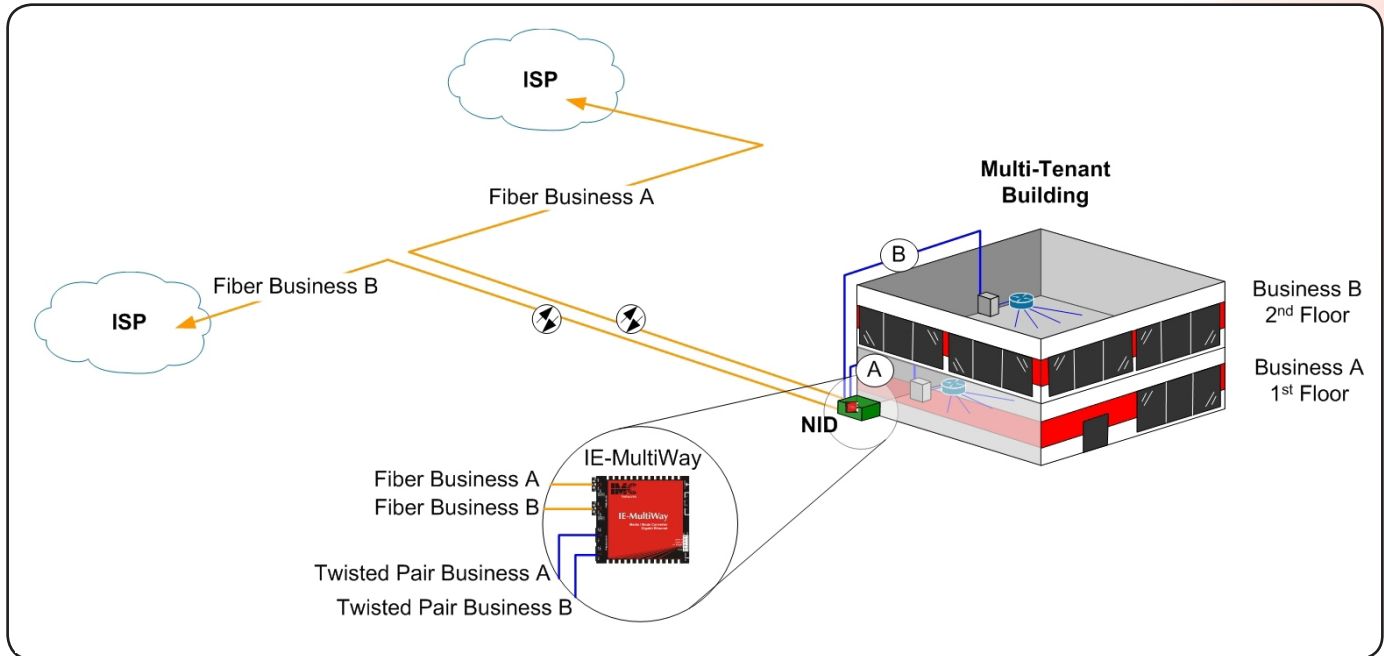 ISP
Fiber Business A
Multi-Tenant
Building
Fiber Business B
ISP
B
Business B
2nd Floor
A
Business A
1st Floor
NID
IE-MultiWay
Fiber Business A
Fiber Business B
IMC
IE-MultiWay
Twisted Pair Business A
Twisted Pair Business B